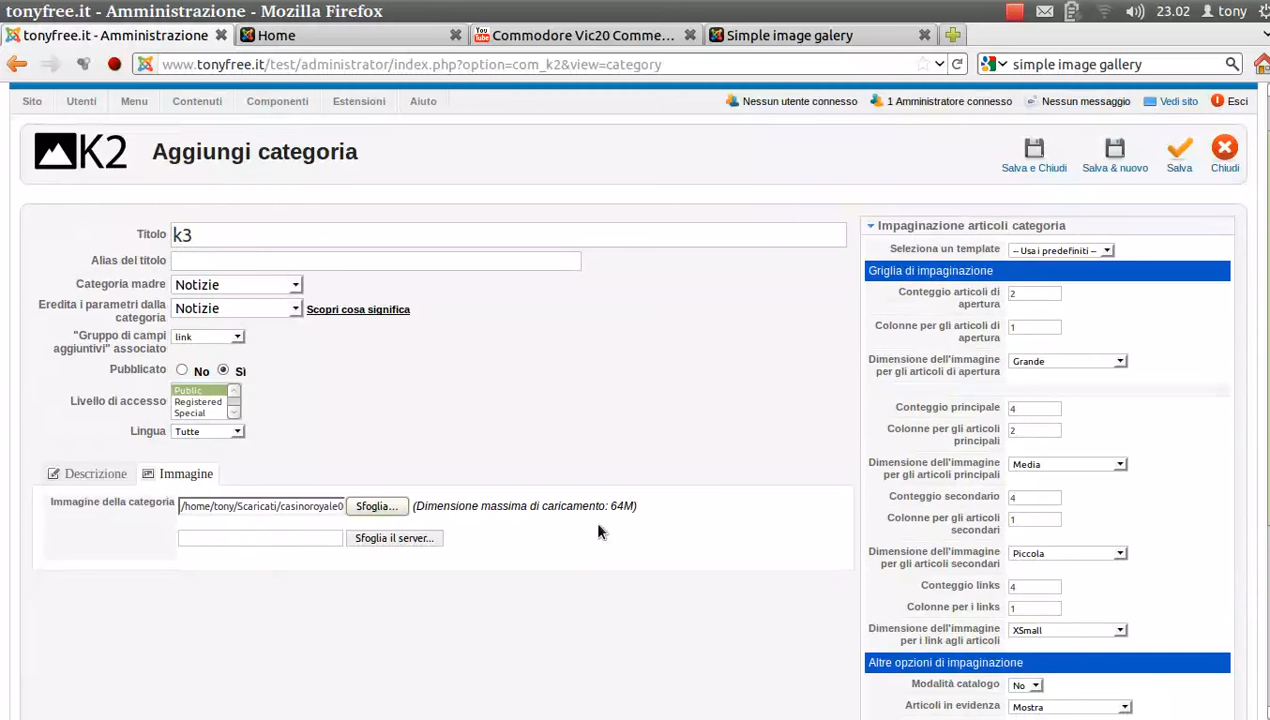 tonyfree.it - Amministrazione - Mozilla Firefox
23.02 tony
tonyfree.it - Amministrazione
Home
You Tube Commodore Vic20 Comme...
Simple image galery
www.tonyfree.it/test/administrator/index.php?option=com_k2&view=category
simple image gallery
Sito Utenti Menu Contenuti Componenti Estensioni Aiuto
Nessun utente connesso 1 Amministratore connesso Nessun messaggio Vedi sito Esci
K2 Aggiungi categoria
Salva e Chiudi Salva & nuovo Salva Chiudi
Titolo k3
Alias del titolo
Categoria madre Notizie
Eredita i parametri dalla
categoria
Notizie
Scopri cosa significa
"Gruppo di campi
aggiuntivi" associato
link
Pubblicato No Sì
Livello di accesso
Public
Registered
Special
Lingua Tutte
Descrizione Immagine
Immagine della categoria /home/tony/Scaricati/casinoroyale0 Sfoglia... (Dimensione massima di caricamento: 64M)
Sfoglia il server...
Impaginazione articoli categoria
Seleziona un template -- Usa i predefiniti --
Griglia di impaginazione
Conteggio articoli di
apertura
2
Colonne per gli articoli di
apertura
1
Dimensione dell'immagine
per gli articoli di apertura
Grande
Conteggio principale 4
Colonne per gli articoli
principali
2
Dimensione dell'immagine
per gli articoli principali
Media
Conteggio secondario 4
Colonne per gli articoli
secondari
1
Dimensione dell'immagine
per gli articoli secondari
Piccola
Conteggio links 4
Colonne per i links 1
Dimensione dell'immagine
per i link agli articoli
XSmall
Altre opzioni di impaginazione
Modalità catalogo No
Articoli in evidenza Mostra